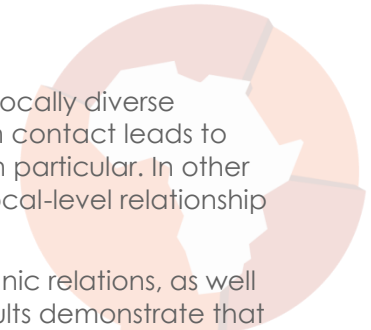 ocally diverse
contact leads to
particular. In other
ocal-level relationship
nic relations, as well
ults demonstrate that